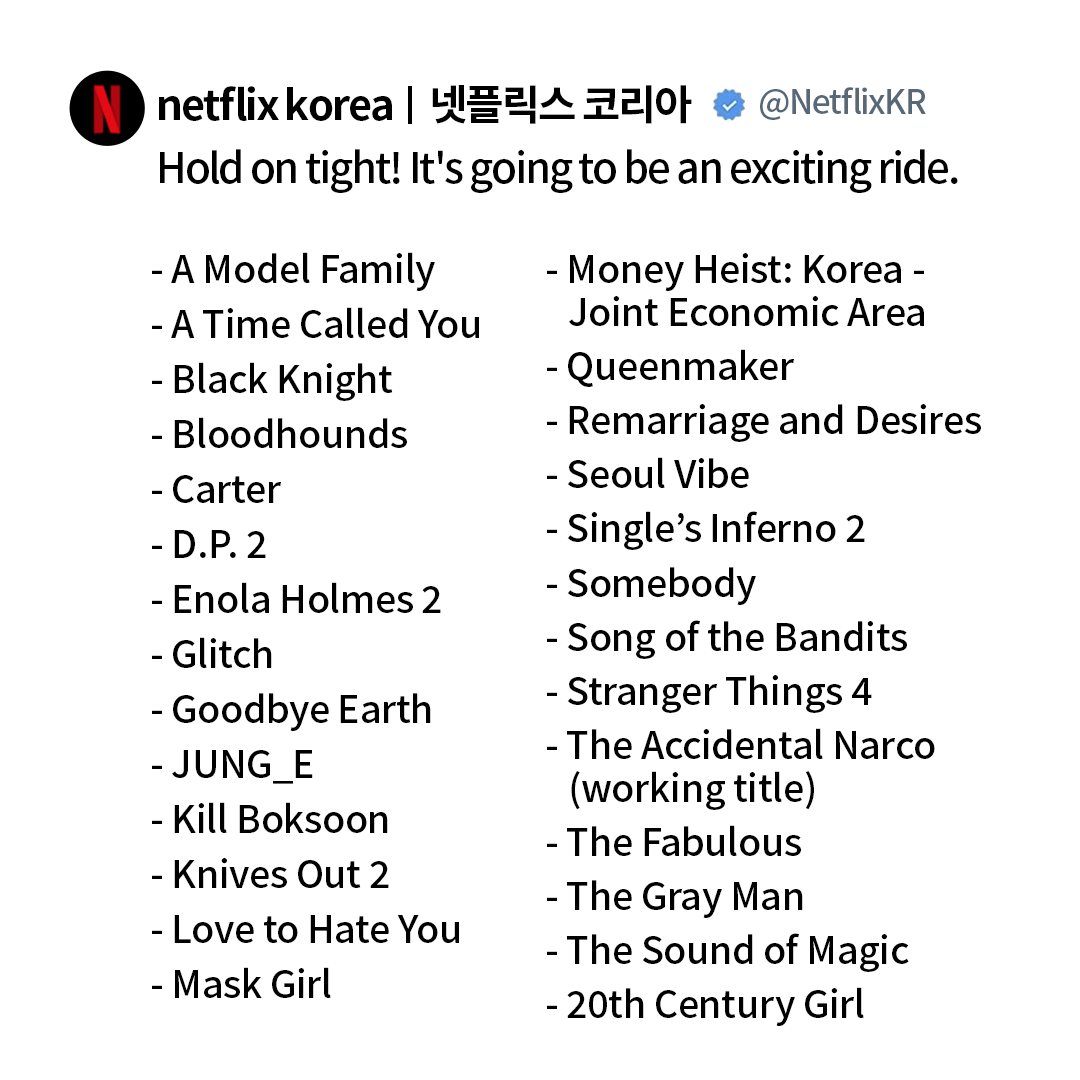 N
netflix korea | 넷플릭스 코리아 @NetflixKR
Hold on tight! It's going to be an exciting ride.
- A Model Family
- A Time Called You
- Black Knight
- Bloodhounds
- Carter
- D.P. 2
- Enola Holmes 2
- Glitch
- Goodbye Earth
- JUNG_E
- Kill Boksoon
- Knives Out 2
- Love to Hate You
- Mask Girl
- Money Heist: Korea -
Joint Economic Area
- Queenmaker
- Remarriage and Desires
- Seoul Vibe
- Single’s Inferno 2
- Somebody
- Song of the Bandits
- Stranger Things 4
- The Accidental Narco
(working title)
- The Fabulous
- The Gray Man
- The Sound of Magic
- 20th Century Girl